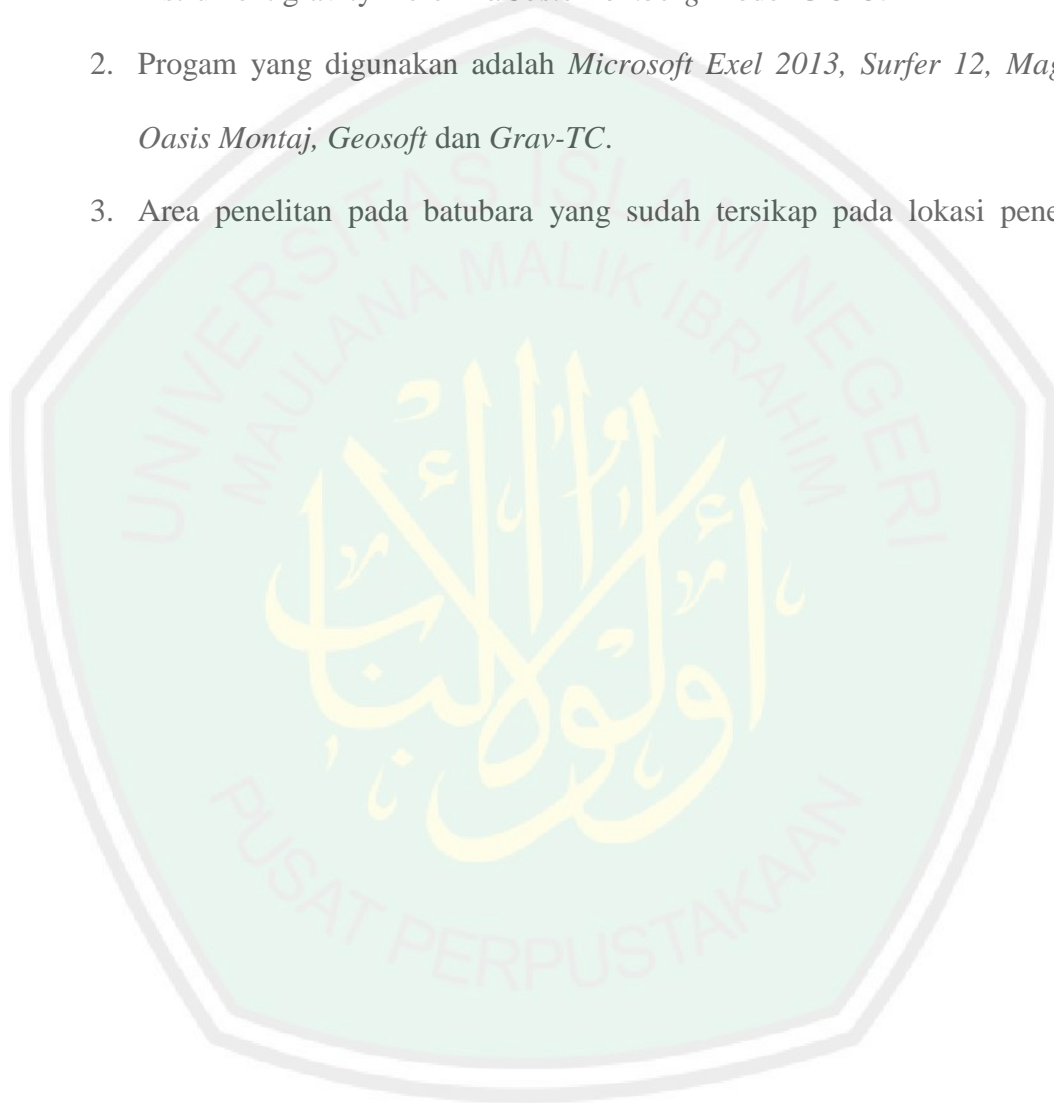 2. Progam yang digunakan adalah Microsoft Exel 2013, Surfer 12,
Oasis Montaj, Geosoft dan Grav-TC.
3. Area penelitan pada batubara yang sudah tersikap pada lokasi
UNIVERSITAS ISLAM NEGERI
MAULANA MALIK IBRAHIM
PUSAT PERPUSTAKAAN